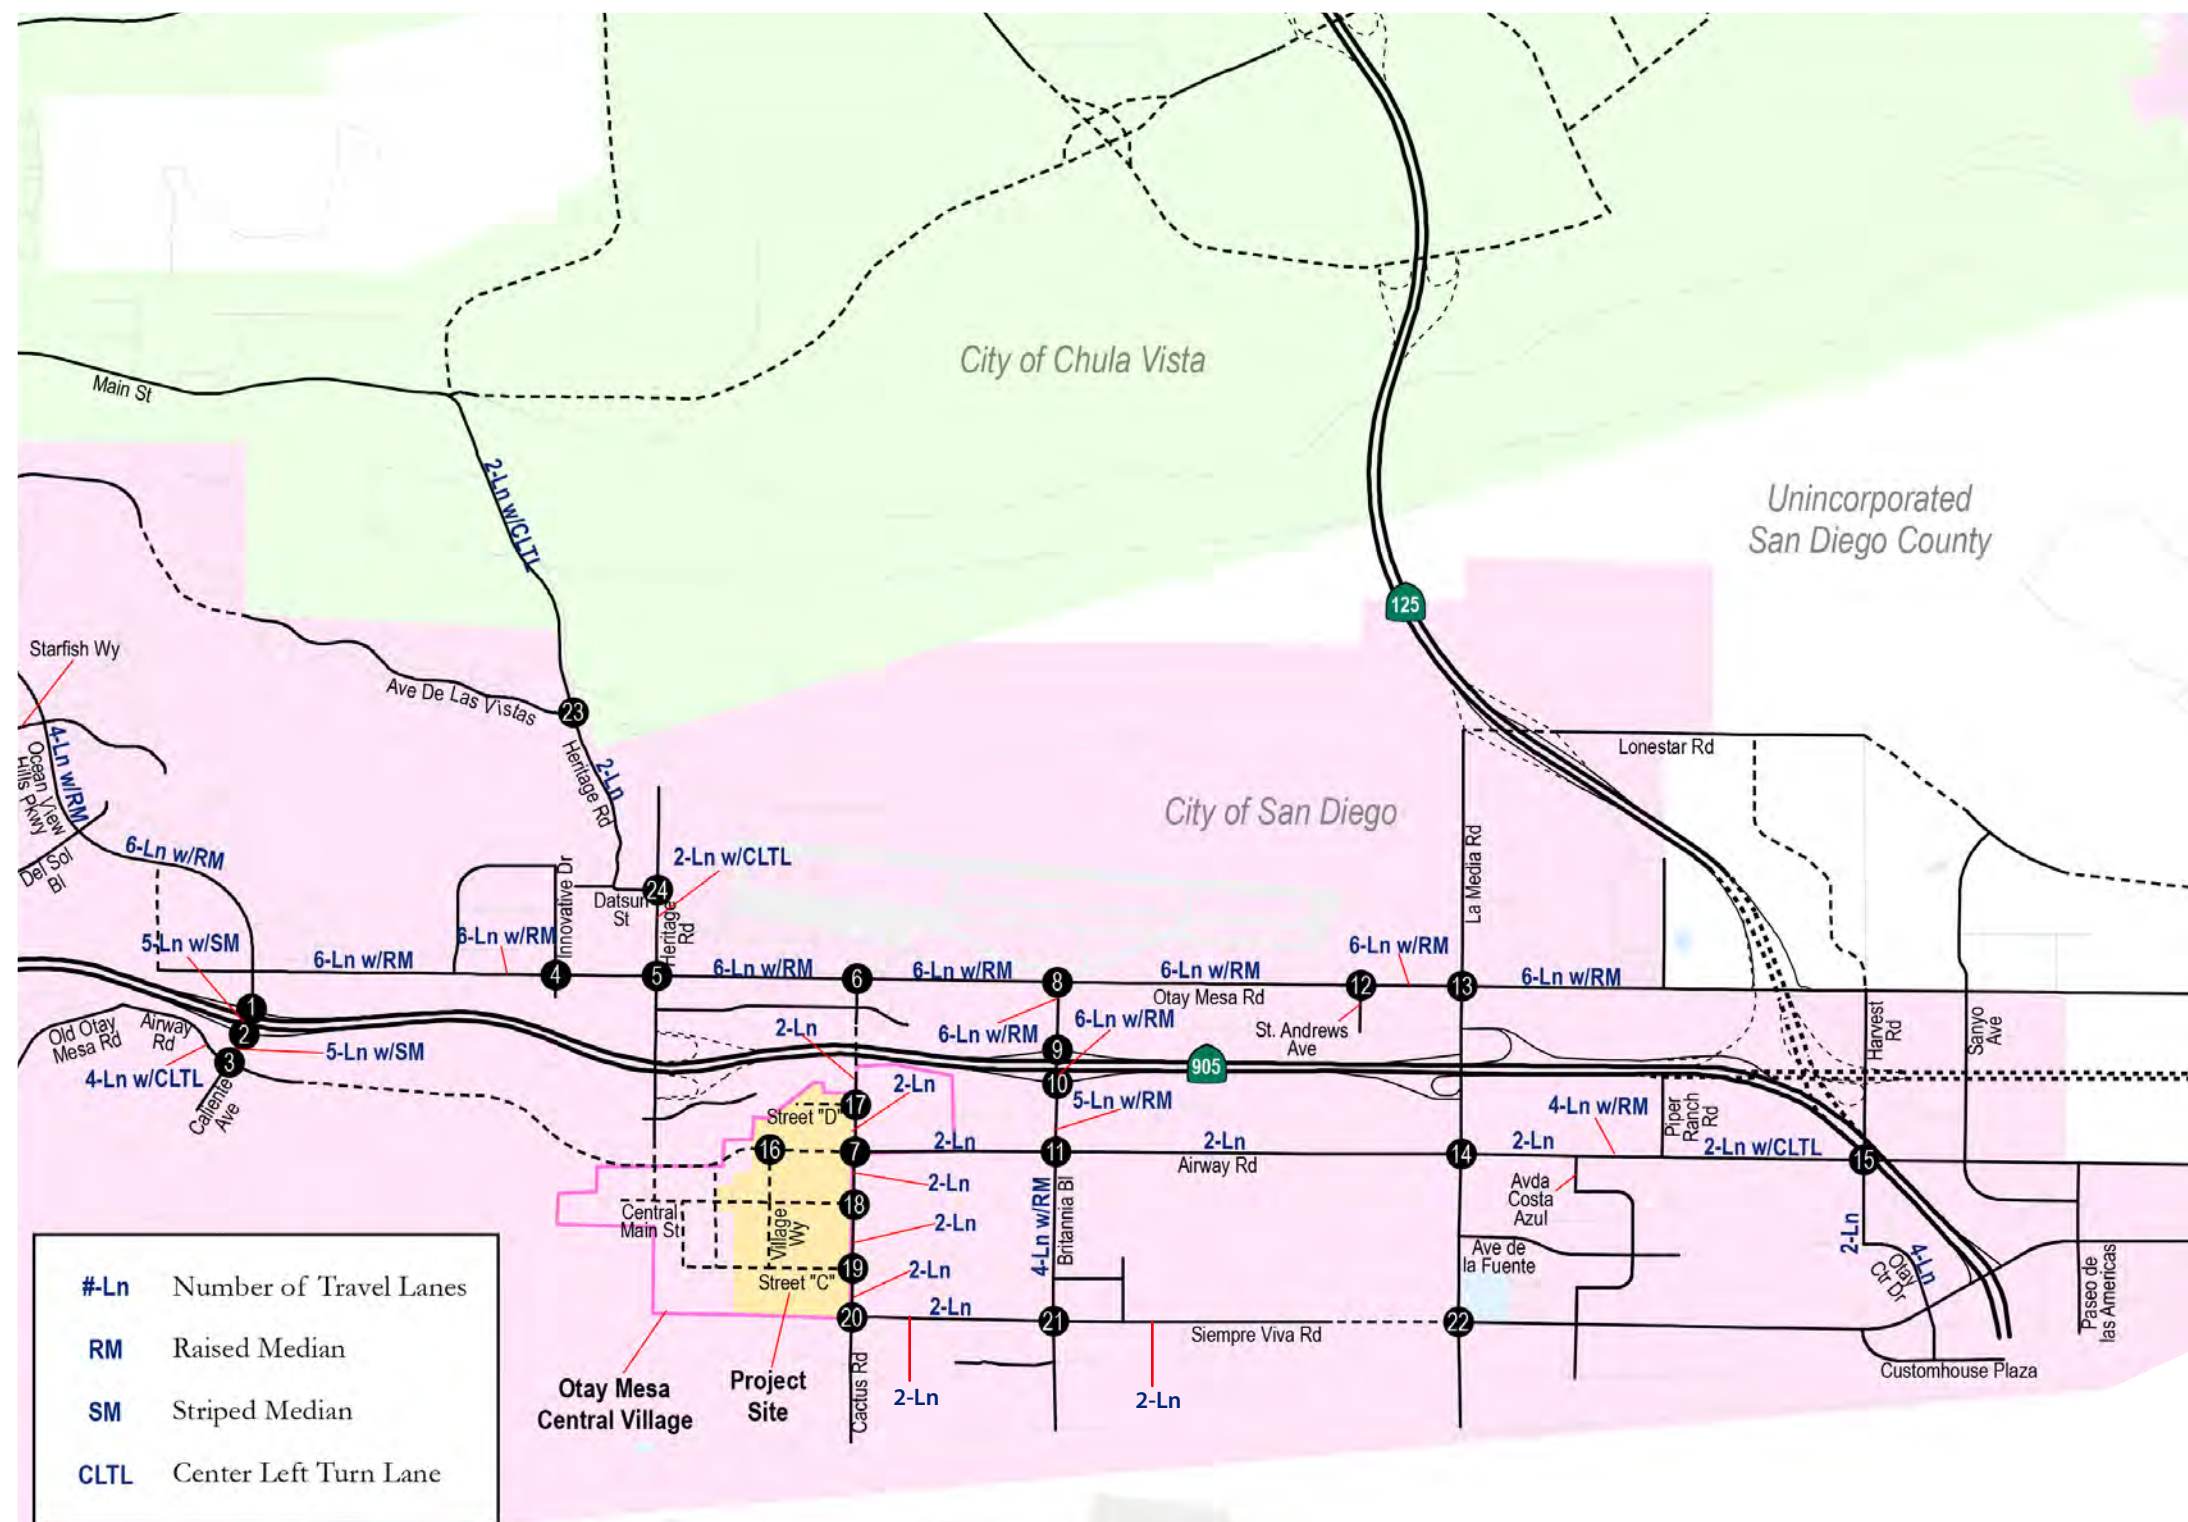 City of Chula Vista
Main St
2-Ln w/CLTL
Unincorporated
San Diego County
125
Starfish Wy
Ave De Las Vistas
23
4-Ln w/RM
Ocean View
Hills Pkwy
Heritage Rd
2-Ln
Lonestar Rd
City of San Diego
La Media Rd
6-Ln w/RM
Del Sol
Bl
2-Ln w/CLTL
Innovative Dr
Datsun
St
24
Heritage
Rd
5-Ln w/SM
6-Ln w/RM
6-Ln w/RM
4
5
6-Ln w/RM
6
6-Ln w/RM
8
6-Ln w/RM
Otay Mesa Rd
12
6-Ln w/RM
13
6-Ln w/RM
1
2
3
Old Otay
Mesa Rd
Airway
Rd
5-Ln w/SM
4-Ln w/CLTL
Caliente
Ave
2-Ln
6-Ln w/RM
6-Ln w/RM
9
10
905
St. Andrews
Ave
Harvest
Rd
Sanyo
Ave
2-Ln
17
Street "D"
5-Ln w/RM
4-Ln w/RM
Piper
Ranch
Rd
16
7
2-Ln
11
2-Ln
Airway Rd
14
2-Ln
2-Ln w/CLTL
15
2-Ln
Avda
Costa
Azul
Central
Main St
Village
Wy
18
2-Ln
4-Ln w/RM
Britannia Bl
Ave de
la Fuente
2-Ln
4-Ln
Otay
Ctr Dr
Paseo de
las Americas
Street "C"
19
2-Ln
20
2-Ln
21
Siempre Viva Rd
22
Customhouse Plaza
Otay Mesa
Central Village
Project
Site
Cactus Rd
2-Ln
2-Ln
#-Ln Number of Travel Lanes
RM Raised Median
SM Striped Median
CLTL Center Left Turn Lane